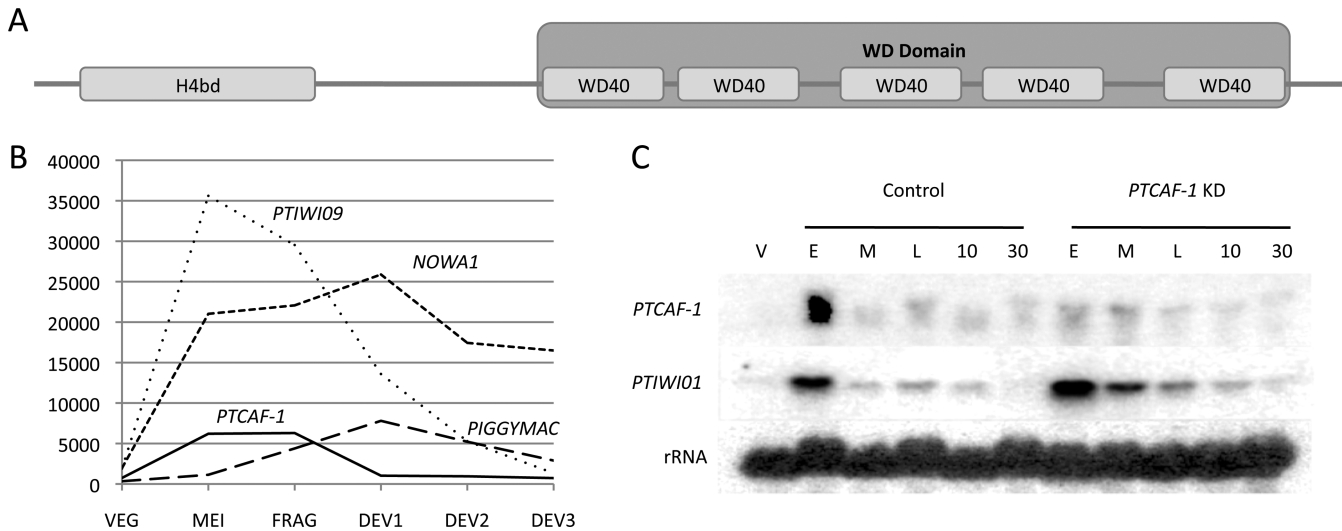 A
WD Domain
H4bd
WD40 WD40 WD40 WD40 WD40
B
40000
35000
30000
25000
20000
15000
10000
5000
0
PTIWI09
NOWA1
PTCAF-1
PIGGYMAC
VEG MEI FRAG DEV1 DEV2 DEV3
C
Control PTCAF-1 KD
V E M L 10 30 E M L 10 30
PTCAF-1
PTIWI01
rRNA